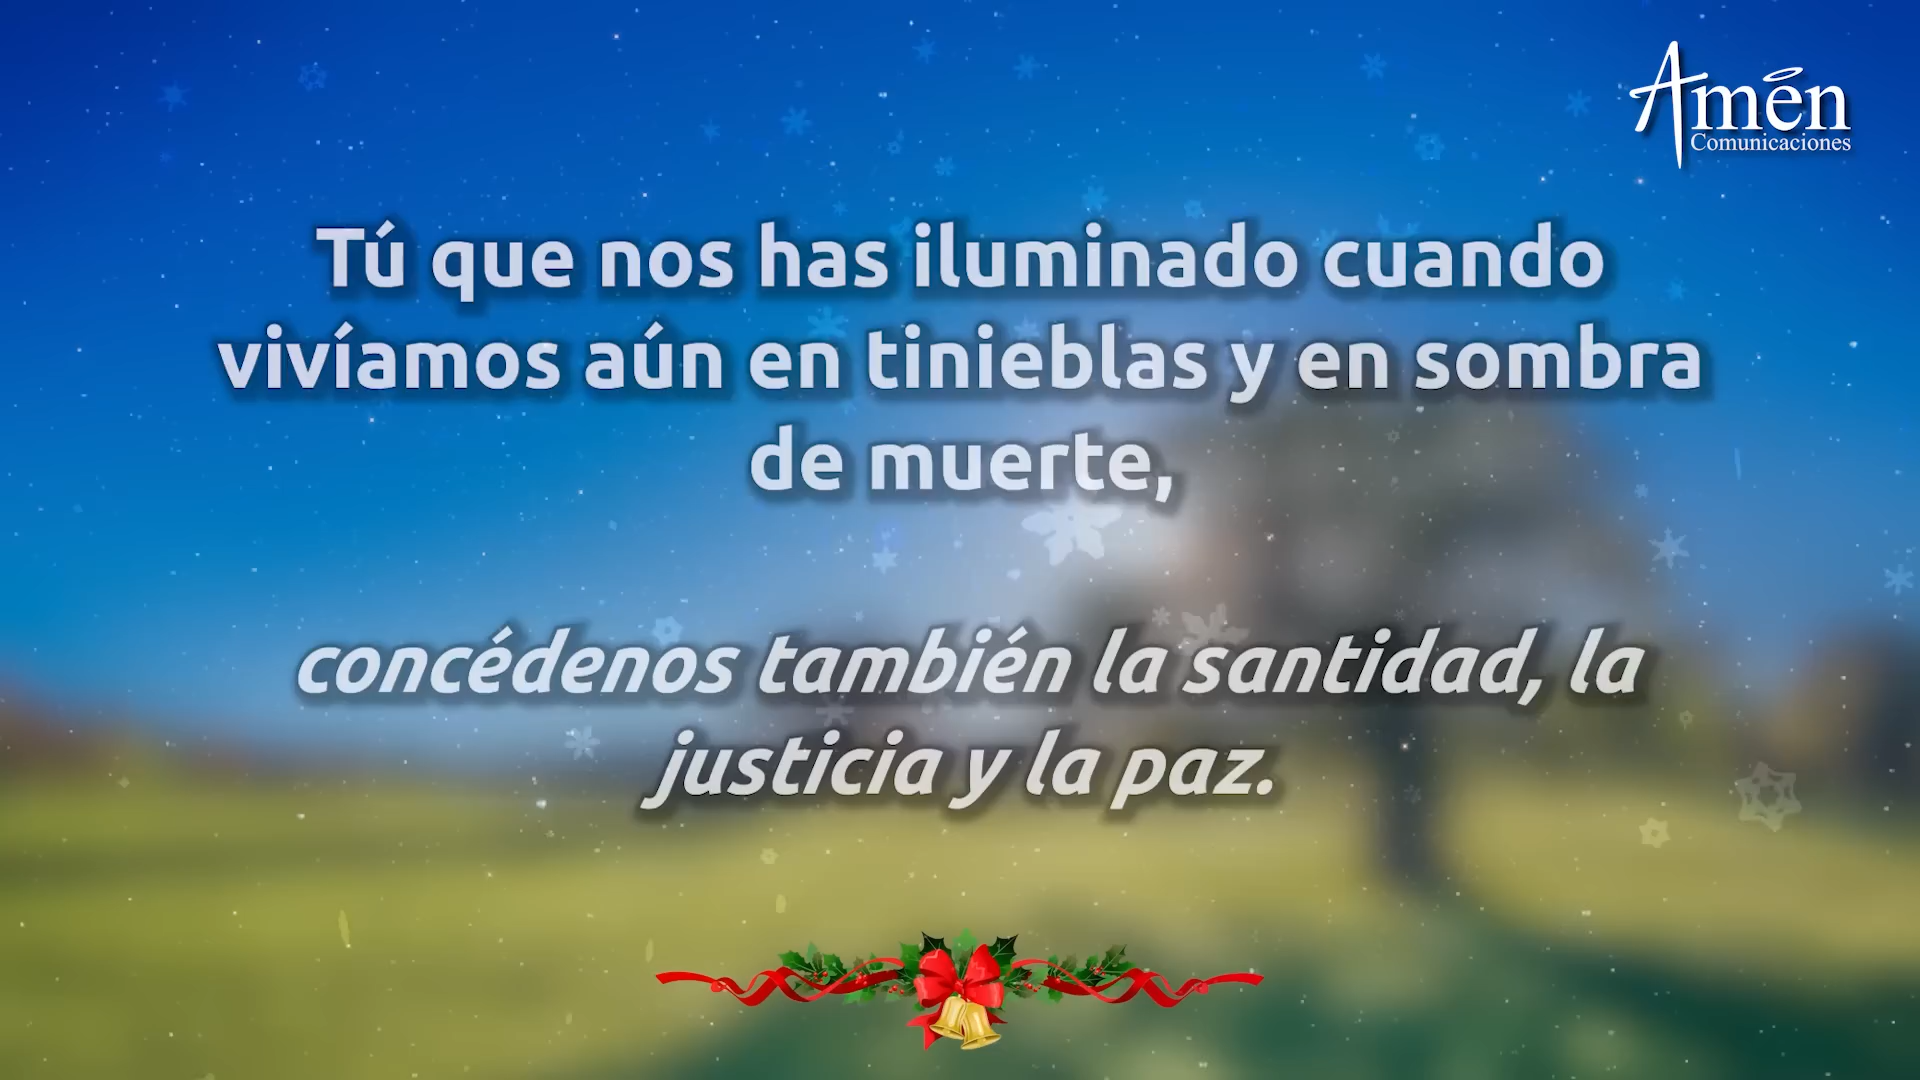 Amén
Comunicaciones
Tú que nos has iluminado cuando
vivíamos aún en tinieblas y en sombra
de muerte,
concédenos también la santidad, la
justicia y la paz.